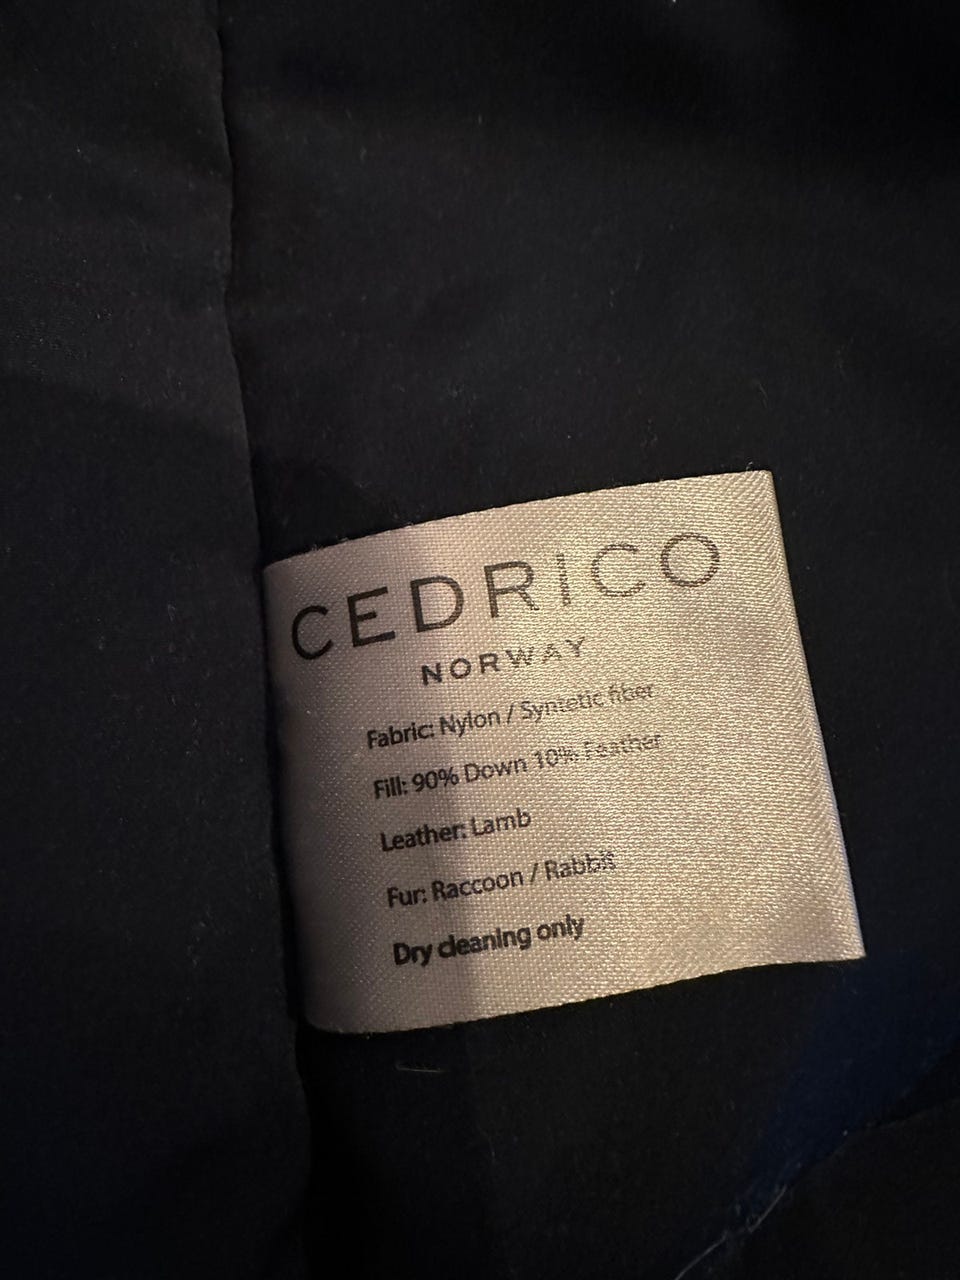 CEDRICO
NORWAY
Fabric: Nylon / Syntetic fiber
Fill: 90% Down 10% Feather
Leather: Lamb
Fur: Raccoon / Rabbit
Dry cleaning only